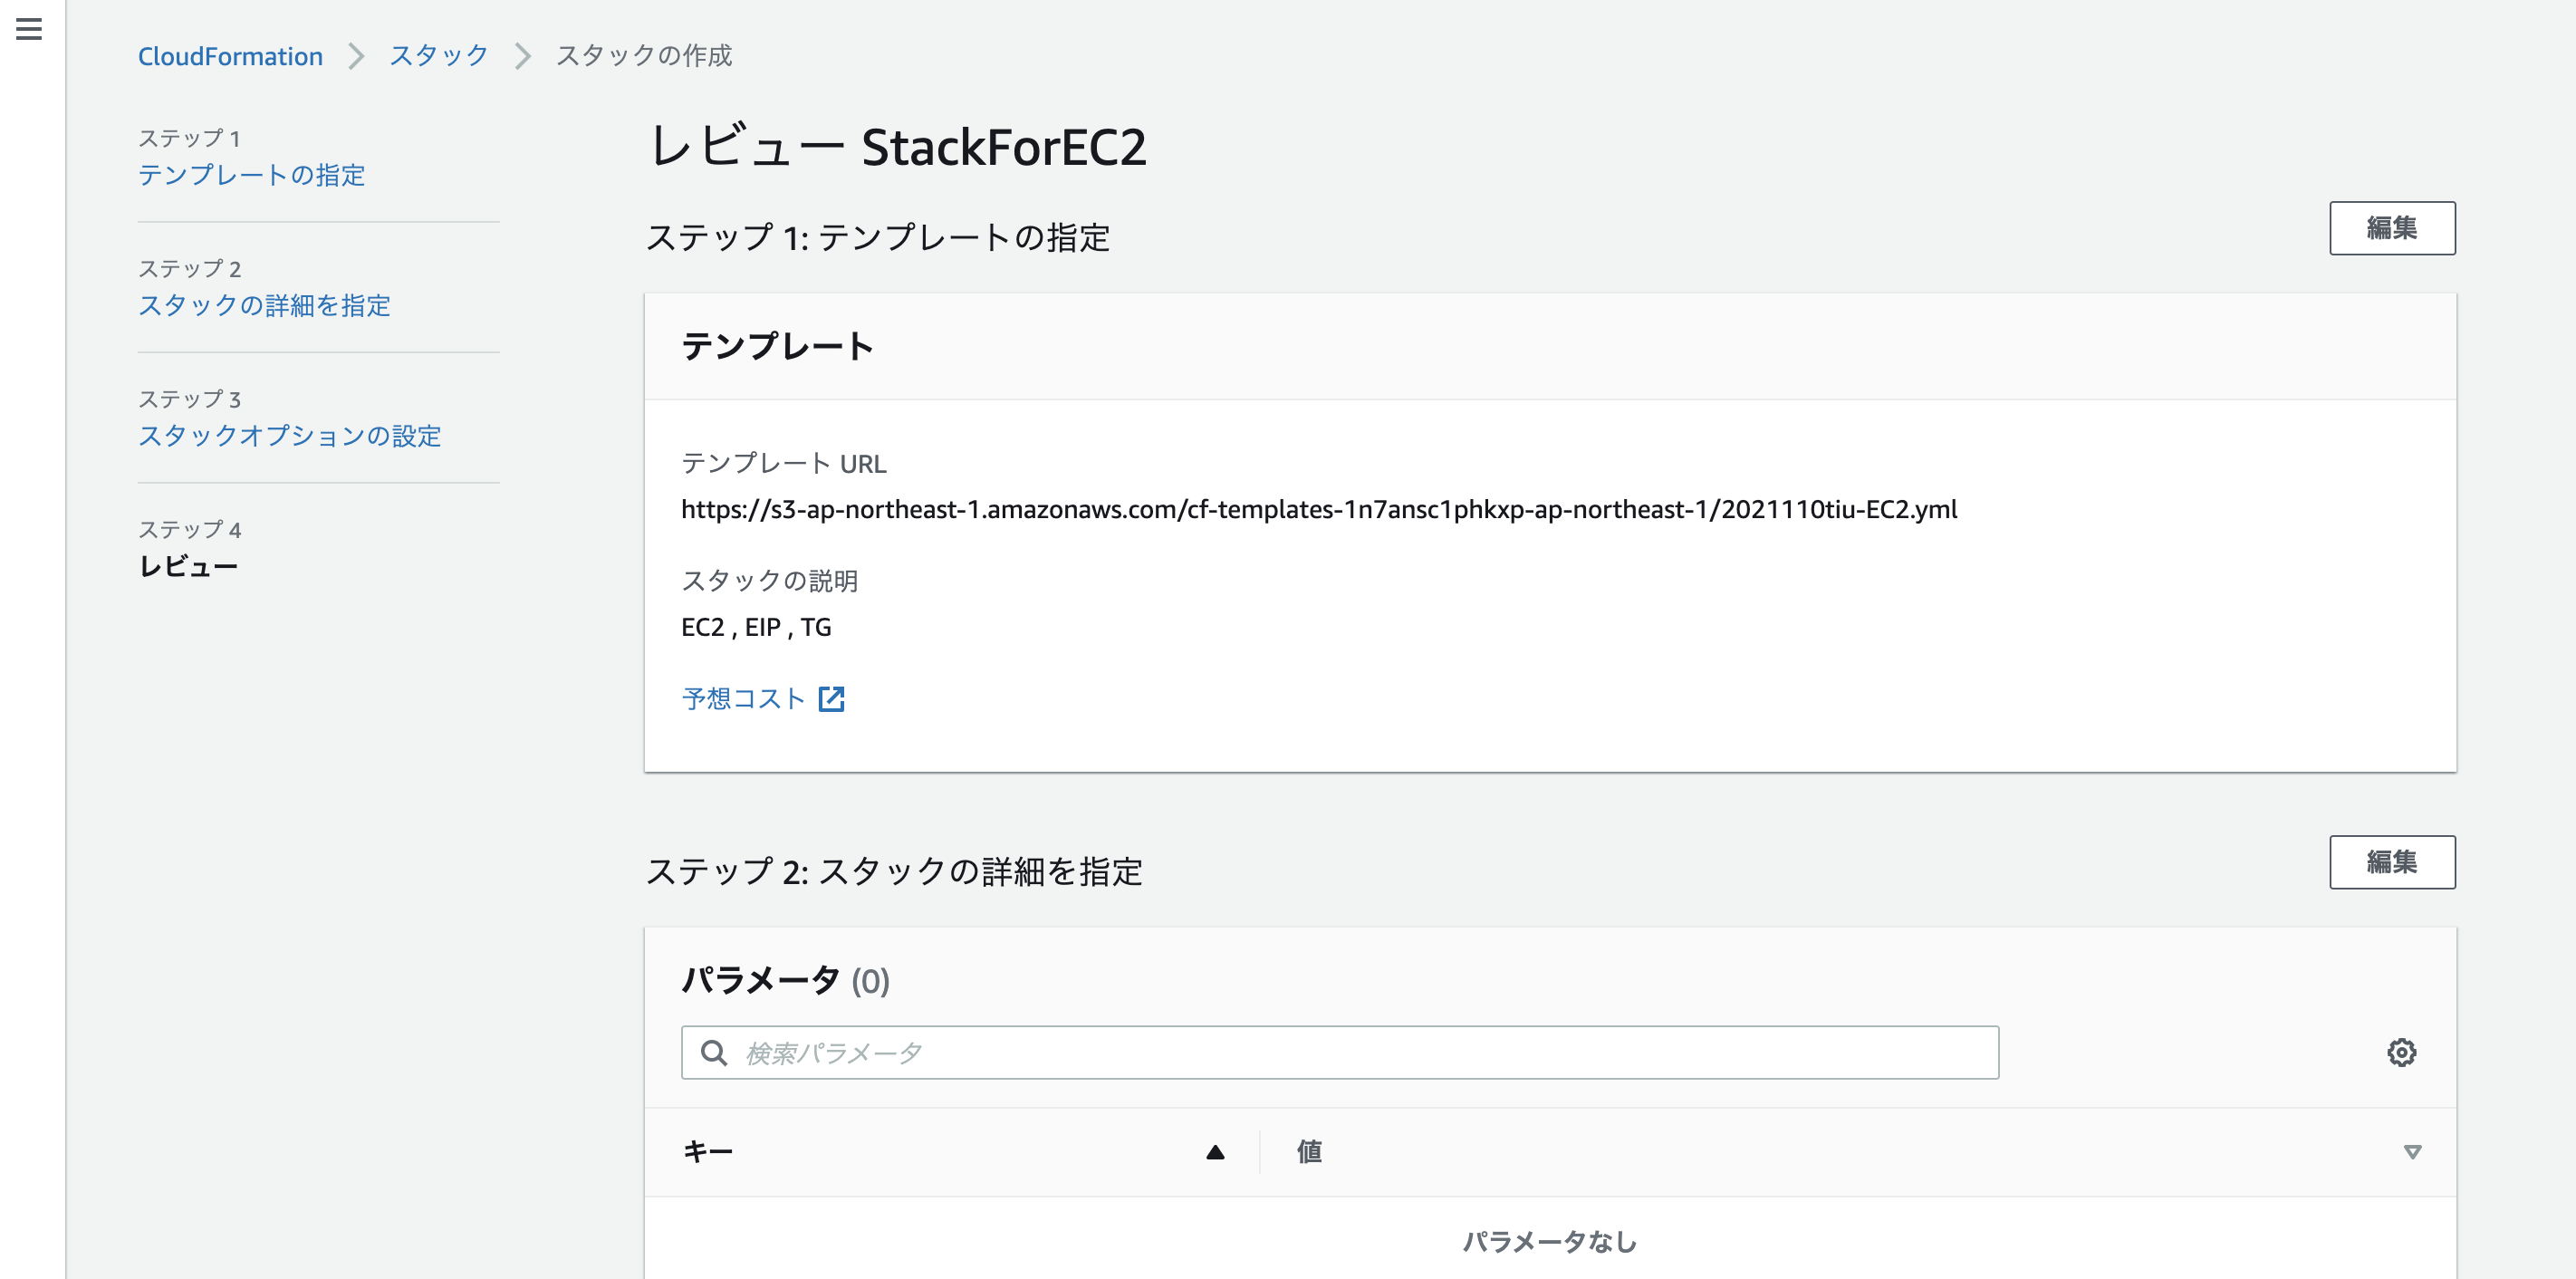 CloudFormation > スタック > スタックの作成
ステップ 1
テンプレートの指定
ステップ 2
スタックの詳細を指定
ステップ 3
スタックオプションの設定
ステップ 4
レビュー
レビュー StackForEC2
ステップ 1: テンプレートの指定
編集
テンプレート
テンプレート URL
https://s3-ap-northeast-1.amazonaws.com/cf-templates-1n7ansc1phkxp-ap-northeast-1/2021110tiu-EC2.yml
スタックの説明
EC2 , EIP , TG
予想コスト
ステップ 2: スタックの詳細を指定
編集
パラメータ (0)
検索パラメータ
キー 値
パラメータなし